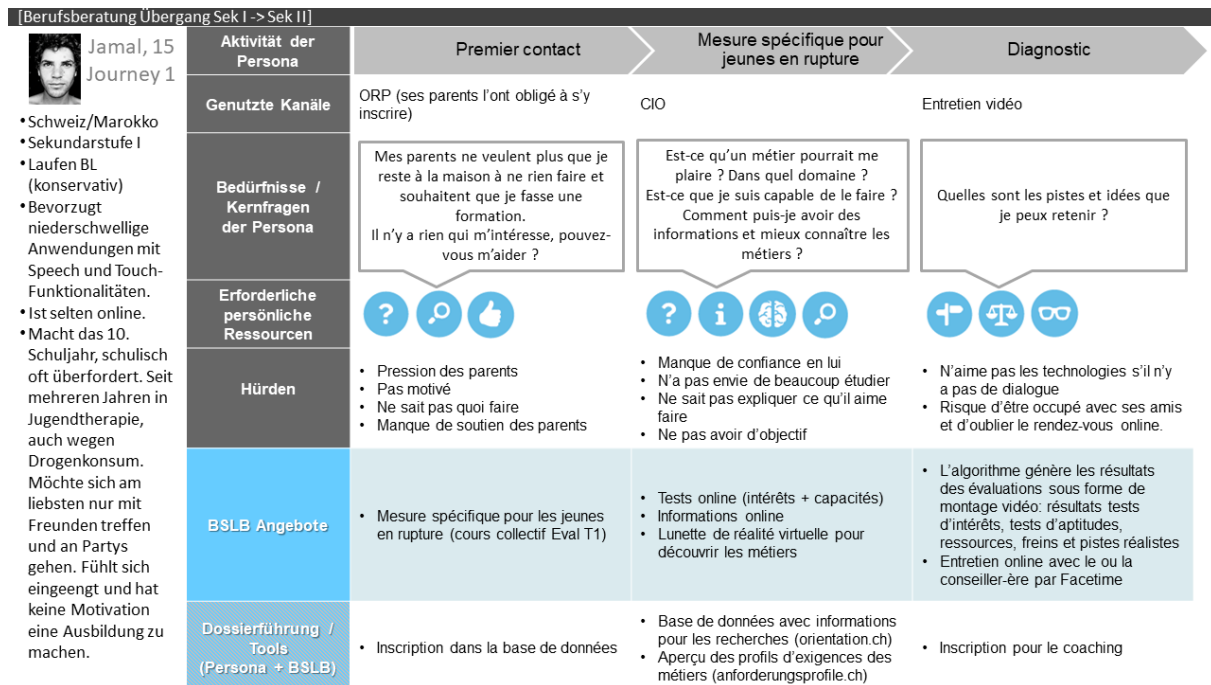 [Berufsberatung Übergang Sek I -> Sek II]
Jamal, 15
Journey 1
•Schweiz/Marokko
•Sekundarstufe I
•Laufen BL
(konservativ)
•Bevorzugt
niederschwellige
Anwendungen mit
Speech und Touch-
Funktionalitäten.
•Ist selten online.
•Macht das 10.
Schuljahr, schulisch
oft überfordert. Seit
mehreren Jahren in
Jugendtherapie,
auch wegen
Drogenkonsum.
Möchte sich am
liebsten nur mit
Freunden treffen
und an Partys
gehen. Fühlt sich
eingeengt und hat
keine Motivation
eine Ausbildung zu
machen.
Aktivität der
Persona
Premier contact
Mesure spécifique pour
jeunes en rupture
Diagnostic
Genutzte Kanäle
ORP (ses parents l'ont obligé à s'y
inscrire)
CIO
Entretien vidéo
Bedürfnisse /
Kernfragen
der Persona
Mes parents ne veulent plus que je
reste à la maison à ne rien faire et
souhaitent que je fasse une
formation.
Il n'y a rien qui m'intéresse, pouvez-
vous m'aider ?
Est-ce qu'un métier pourrait me
plaire ? Dans quel domaine ?
Est-ce que je suis capable de le faire ?
Comment puis-je avoir des
informations et mieux connaître les
métiers ?
Quelles sont les pistes et idées que
je peux retenir ?
Erforderliche
persönliche
Ressourcen
Hürden
• Pression des parents
• Pas motivé
• Ne sait pas quoi faire
• Manque de soutien des parents
• Manque de confiance en lui
• N'a pas envie de beaucoup étudier
• Ne sait pas expliquer ce qu'il aime
faire
• Ne pas avoir d'objectif
• N'aime pas les technologies s'il n'y
a pas de dialogue
• Risque d'être occupé avec ses amis
et d'oublier le rendez-vous online.
BSLB Angebote
• Mesure spécifique pour les jeunes
en rupture (cours collectif Eval T1)
• Tests online (intérêts + capacités)
• Informations online
• Lunette de réalité virtuelle pour
découvrir les métiers
• L'algorithme génère les résultats
des évaluations sous forme de
montage vidéo: résultats tests
d'intérêts, tests d'aptitudes,
ressources, freins et pistes réalistes
• Entretien online avec le ou la
conseiller-ère par Facetime
Dossierführung /
Tools
(Persona + BSLB)
• Inscription dans la base de données
• Base de données avec informations
pour les recherches (orientation.ch)
• Aperçu des profils d'exigences des
métiers (anforderungsprofile.ch)
• Inscription pour le coaching